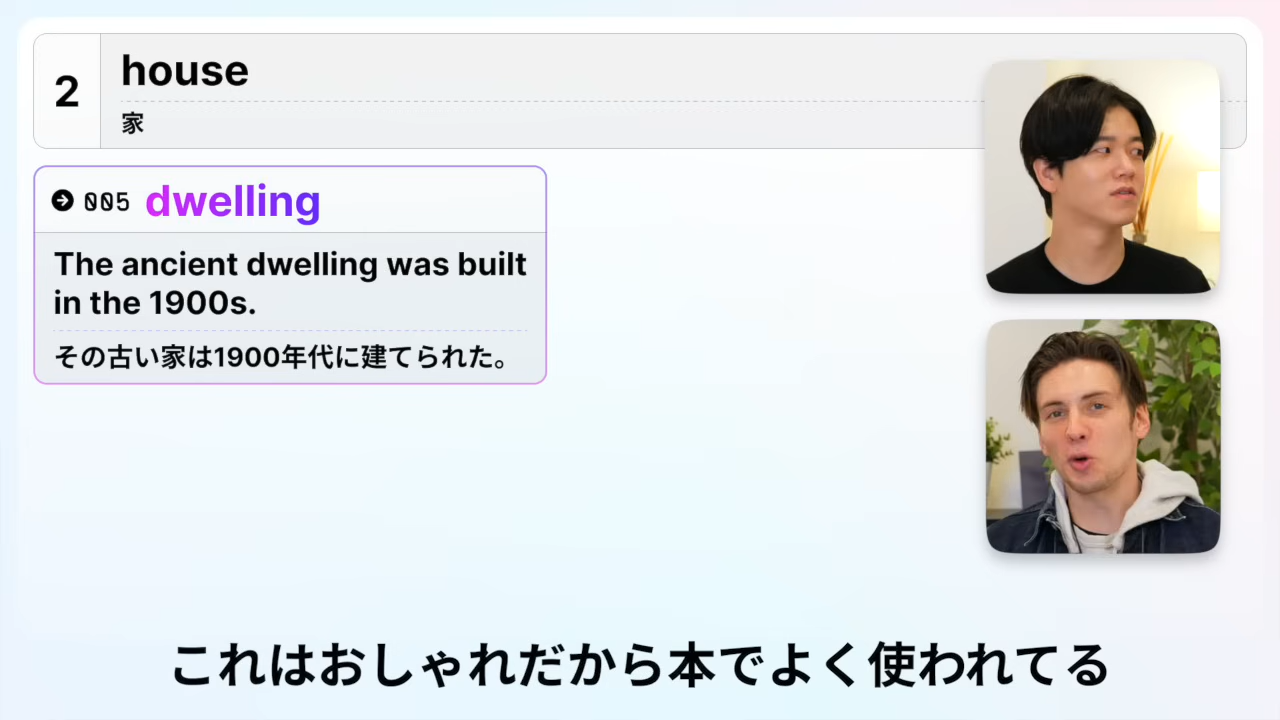 2
house
家
005 dwelling
The ancient dwelling was built
in the 1900s.
その古い家は1900年代に建てられた。
これはおしゃれだから本でよく使われてる